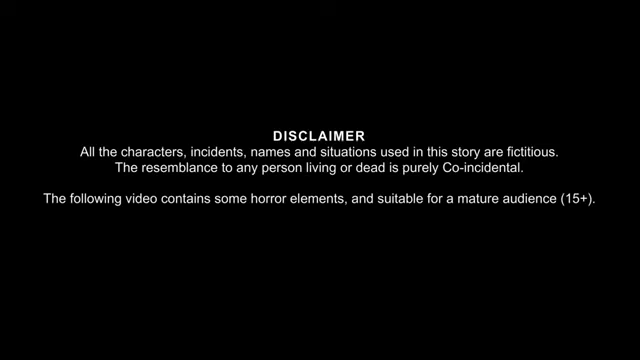 DISCLAIMER
All the characters, incidents, names and situations used in this story are fictitious.
The resemblance to any person living or dead is purely Co-incidental.
The following video contains some horror elements, and suitable for a mature audience (15+).